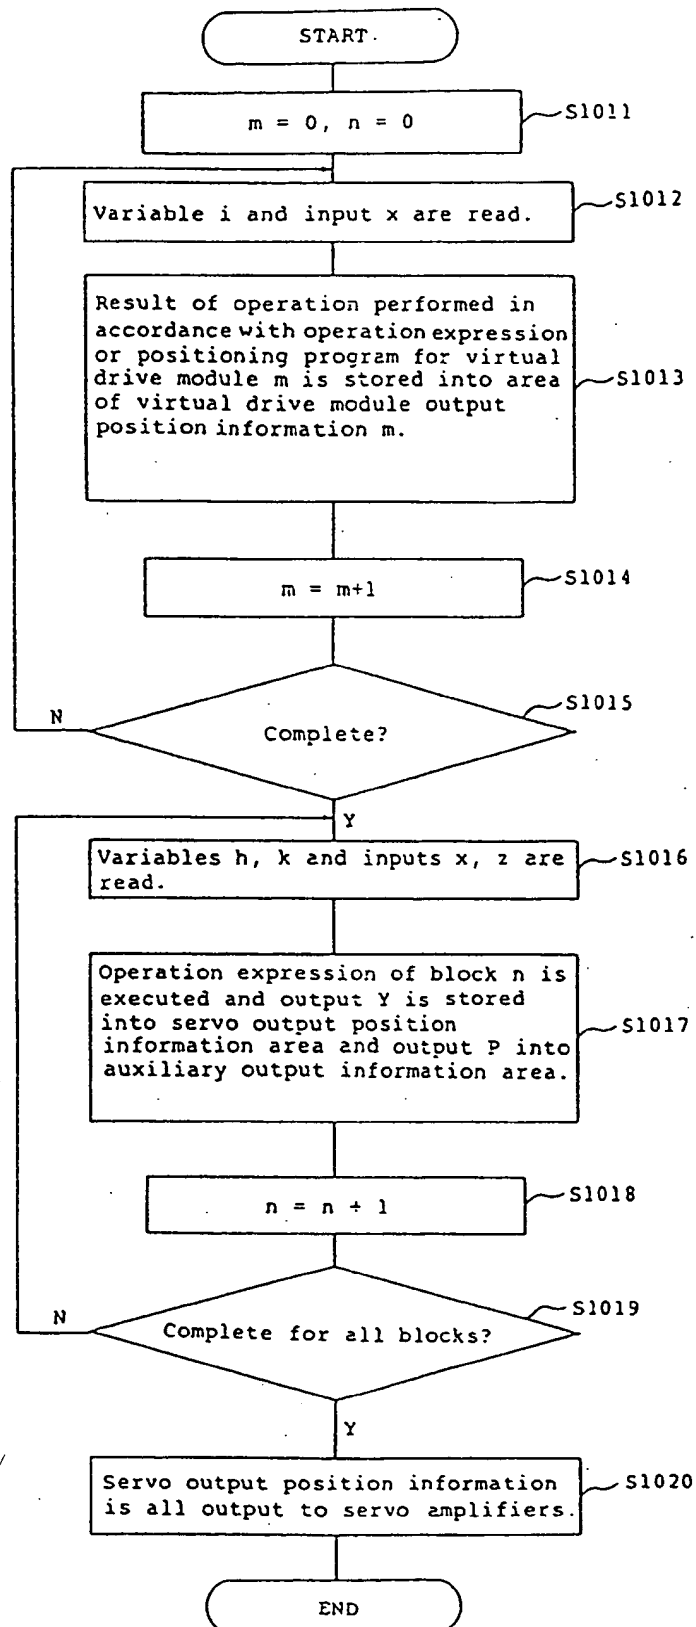 START.
m = 0, n = 0
S1011
Variable i and input x are read.
S1012
Result of operation performed in
accordance with operation expression
or positioning program for virtual
drive module m is stored into area
of virtual drive module output
position information m.
S1013
m = m+1
S1014
Complete?
S1015
N
Y
Variables h, k and inputs x, z are
read.
S1016
Operation expression of block n is
executed and output Y is stored
into servo output position
information area and output P into
auxiliary output information area.
S1017
n = n + 1
S1018
Complete for all blocks?
S1019
N
Y
Servo output position information
is all output to servo amplifiers.
S1020
END